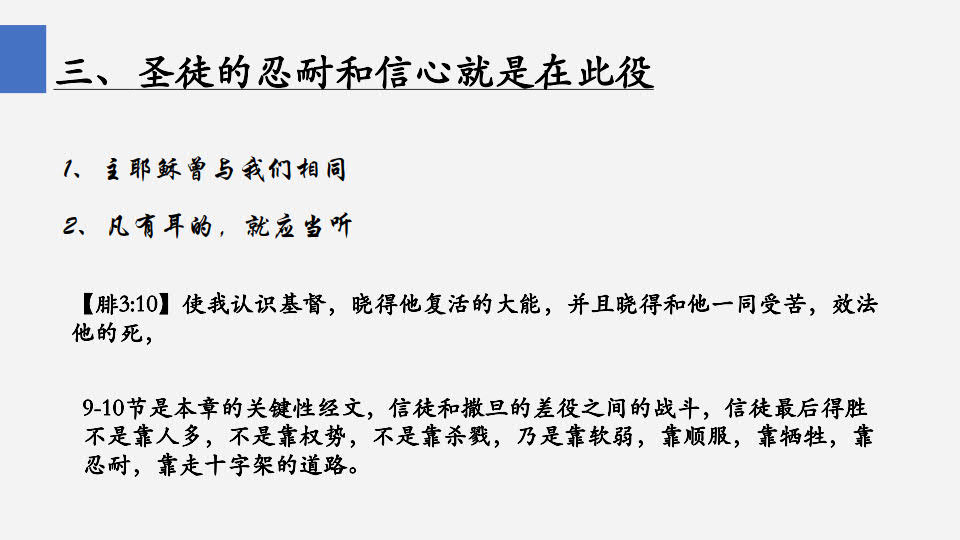 三、圣徒的忍耐和信心就是在此役
1、主耶稣曾与我们相同
2、凡有耳的，就应当听
【腓3:10】使我认识基督，晓得他复活的大能，并且晓得和他一同受苦，效法
他的死，
9-10节是本章的关键性经文，信徒和撒旦的差役之间的战斗，信徒最后得胜
不是靠人多，不是靠权势，不是靠杀戮，乃是靠软弱，靠顺服，靠牺牲，靠
忍耐，靠走十字架的道路。